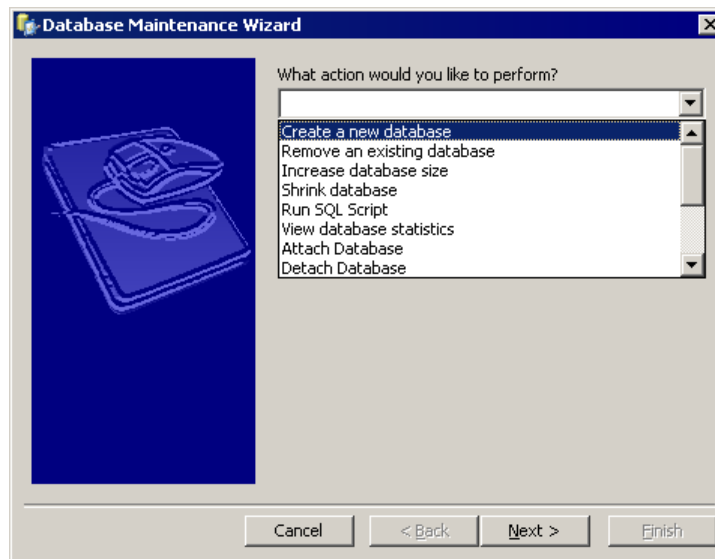 Database Maintenance Wizard
What action would you like to perform?
Create a new database
Remove an existing database
Increase database size
Shrink database
Run SQL Script
View database statistics
Attach Database
Detach Database
Cancel
< Back
Next >
Finish